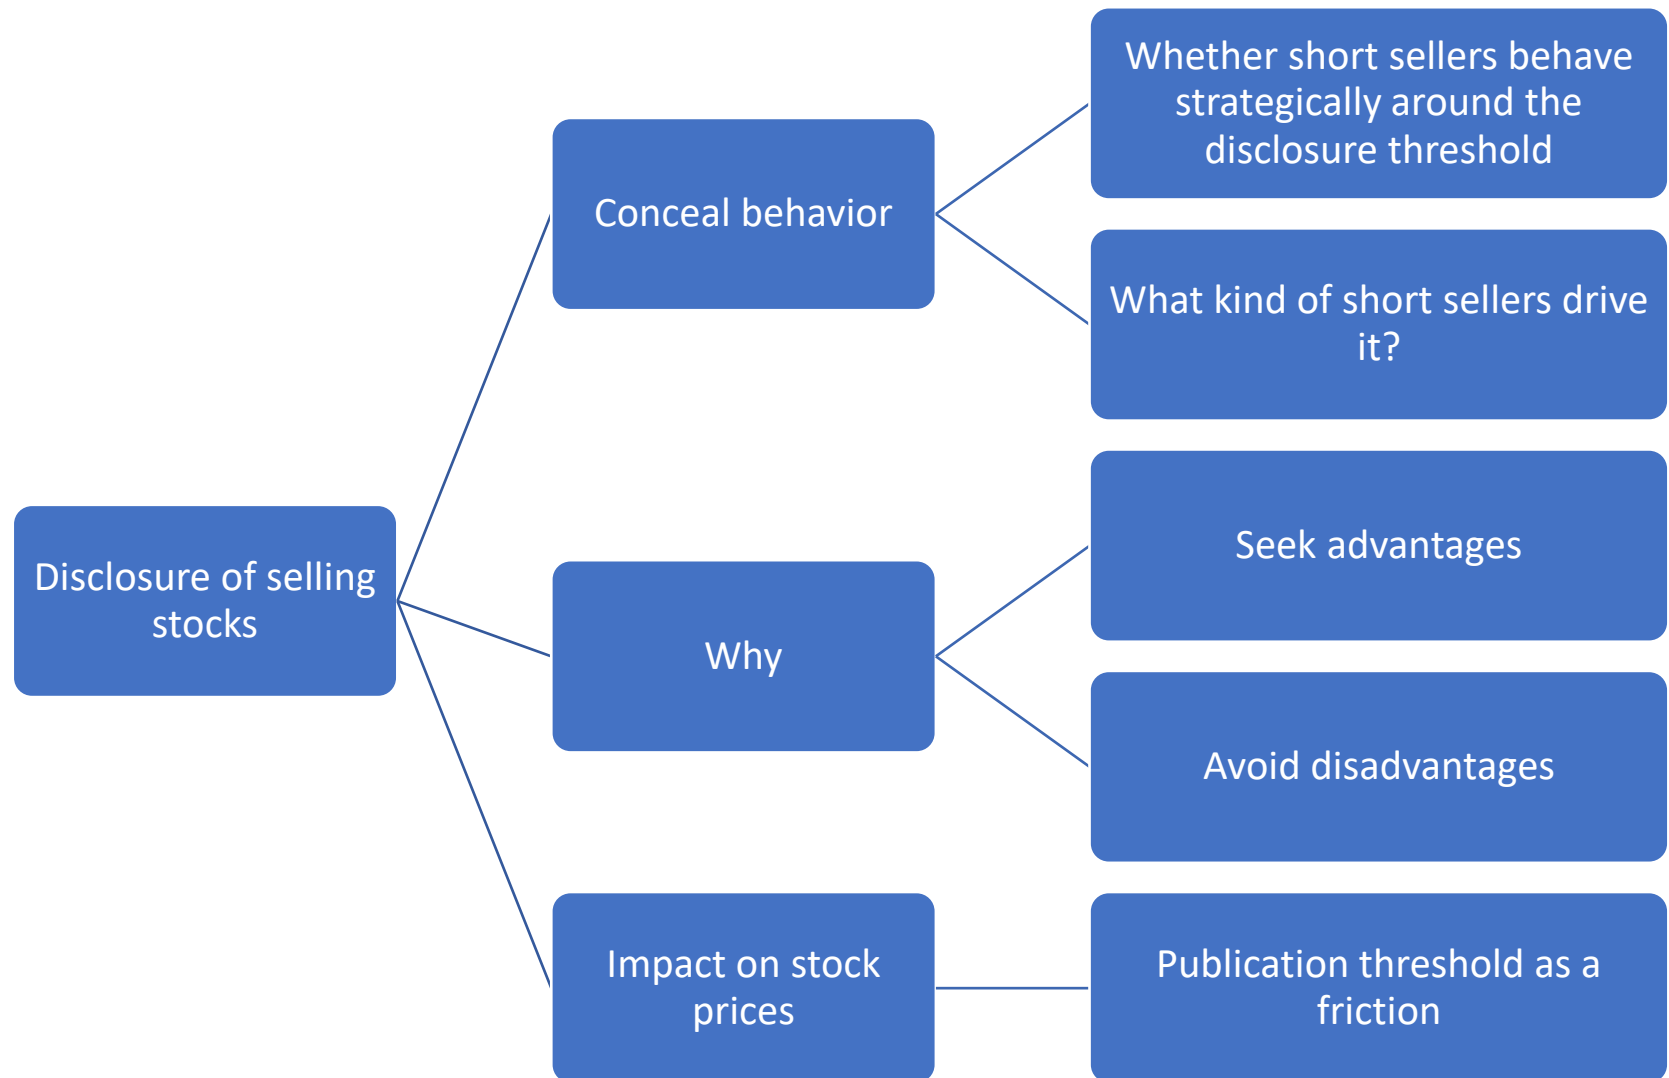 Disclosure of selling
stocks
Conceal behavior
Whether short sellers behave
strategically around the
disclosure threshold
What kind of short sellers drive
it?
Why
Seek advantages
Avoid disadvantages
Impact on stock
prices
Publication threshold as a
friction